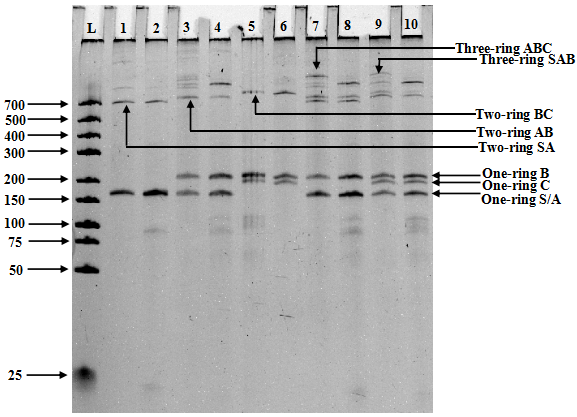 L 1 2 3 4 5 6 7 8 9 10
Three-ring ABC
Three-ring SAB
700
Two-ring BC
500
Two-ring AB
400
Two-ring SA
300
One-ring B
200
One-ring C
150
One-ring S/A
100
75
50
25